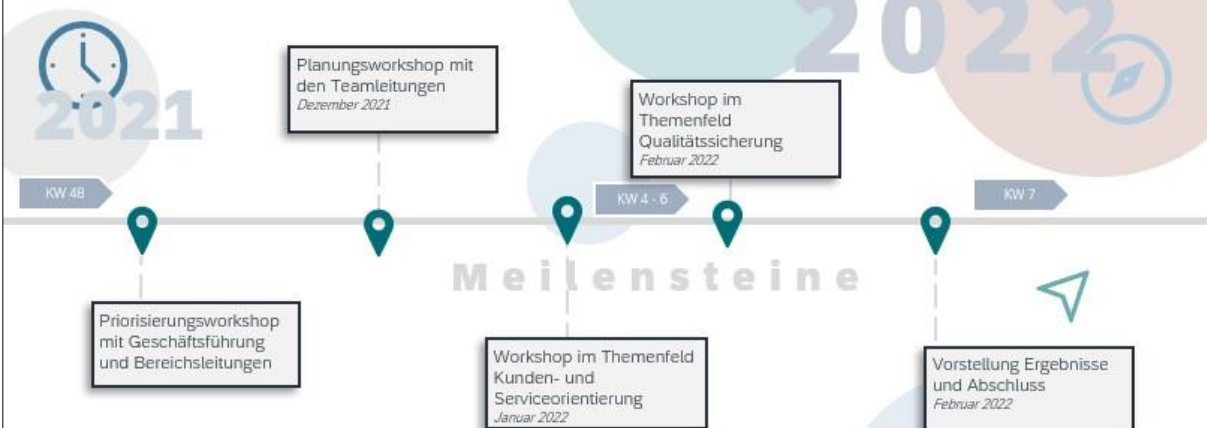 2021
2022
Planungsworkshop mit
den Teamleitungen
Dezember 2021
Workshop im
Themenfeld
Qualitätssicherung
Februar 2022
KW 48
KW 4 - 6
KW 7
Meilensteine
Priorisierungsworkshop
mit Geschäftsführung
und Bereichsleitungen
Workshop im Themenfeld
Kunden- und
Serviceorientierung
Januar 2022
Vorstellung Ergebnisse
und Abschluss
Februar 2022